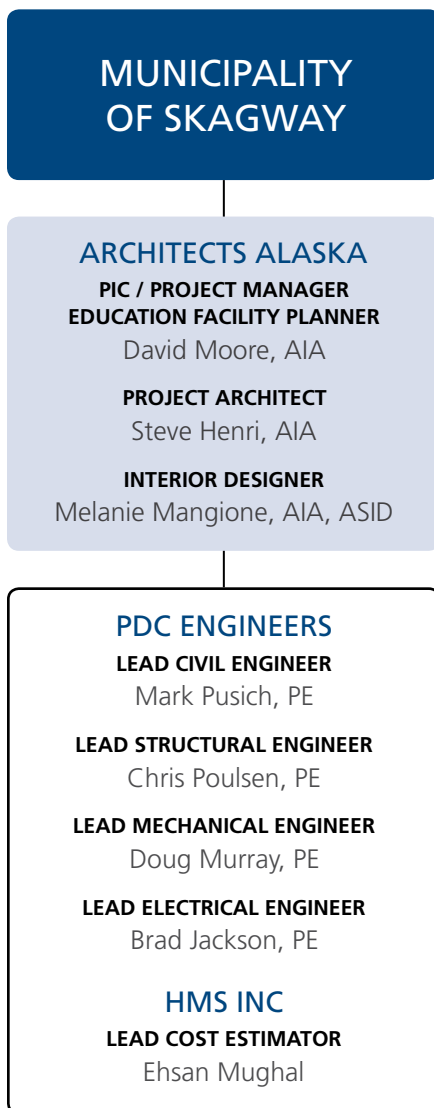 MUNICIPALITY
OF SKAGWAY
ARCHITECTS ALASKA
PIC / PROJECT MANAGER
EDUCATION FACILITY PLANNER
David Moore, AIA
PROJECT ARCHITECT
Steve Henri, AIA
INTERIOR DESIGNER
Melanie Mangione, AIA, ASID
PDC ENGINEERS
LEAD CIVIL ENGINEER
Mark Pusich, PE
LEAD STRUCTURAL ENGINEER
Chris Poulsen, PE
LEAD MECHANICAL ENGINEER
Doug Murray, PE
LEAD ELECTRICAL ENGINEER
Brad Jackson, PE
HMS INC
LEAD COST ESTIMATOR
Ehsan Mughal